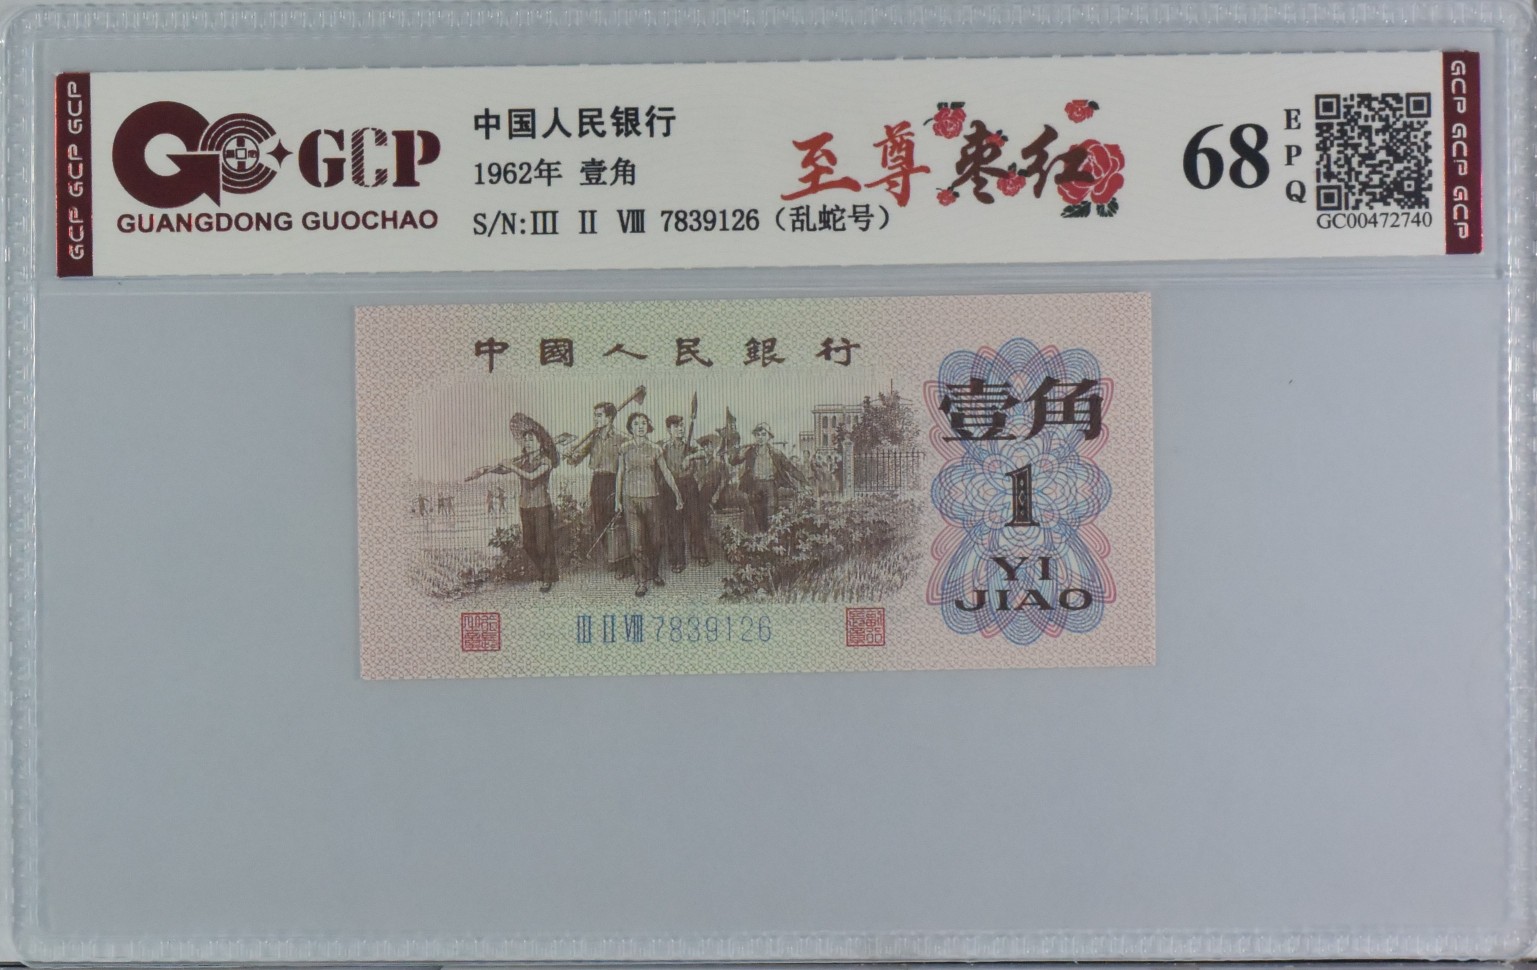 GCP GCP GCP
GCP
GUANGDONG GUOCHAO
中国人民银行
1962年 壹角
S/N:III II VIII 7839126（乱蛇号）
至尊枣红
68
EPQ
GC00472740
GCP GCP GCP
中國人民銀行
壹角
1
YI
JIAO
III II VIII 7839126